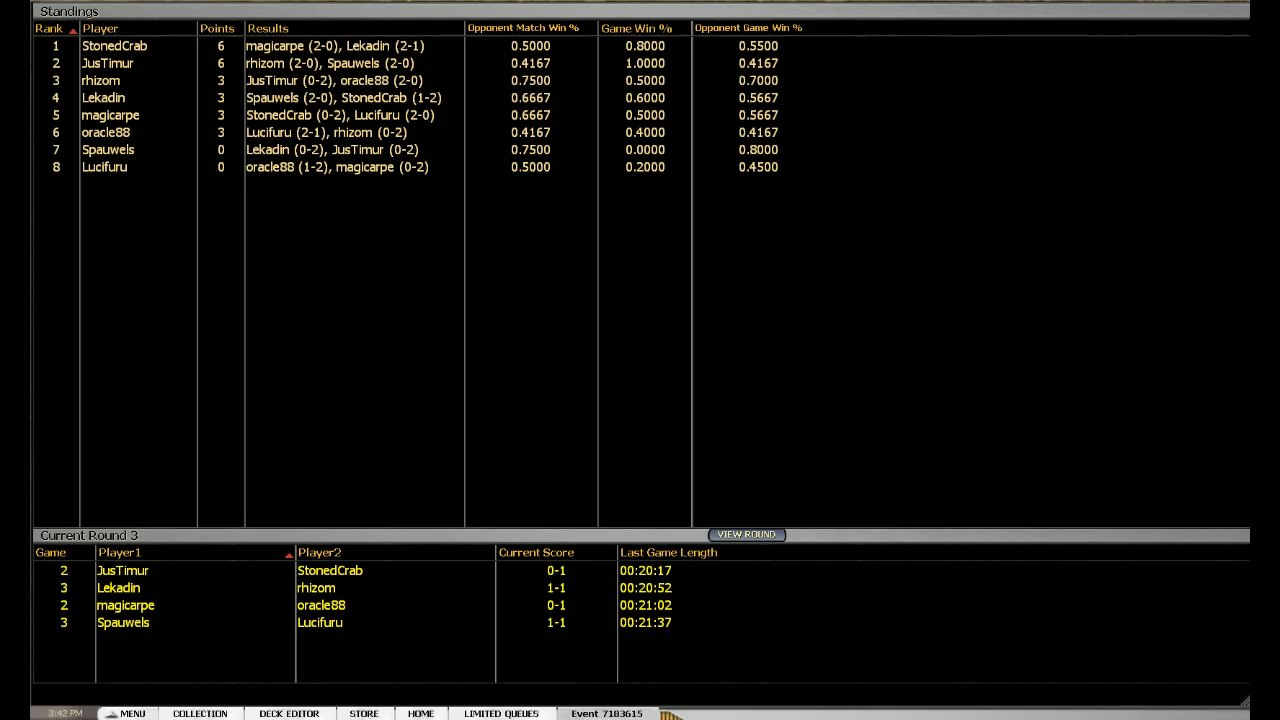 Standings
Rank Player Points Results Opponent Match Win % Game Win % Opponent Game Win %
1 StonedCrab 6 magicarpe (2-0), Lekadin (2-1) 0.5000 0.8000 0.5500
2 JusTimur 6 rhizom (2-0), Spauwels (2-0) 0.4167 1.0000 0.4167
3 rhizom 3 JusTimur (0-2), oracle88 (2-0) 0.7500 0.5000 0.7000
4 Lekadin 3 Spauwels (2-0), StonedCrab (1-2) 0.6667 0.6000 0.5667
5 magicarpe 3 StonedCrab (0-2), Lucifuru (2-0) 0.6667 0.5000 0.5667
6 oracle88 3 Lucifuru (2-1), rhizom (0-2) 0.4167 0.4000 0.4167
7 Spauwels 0 Lekadin (0-2), JusTimur (0-2) 0.7500 0.0000 0.8000
8 Lucifuru 0 oracle88 (1-2), magicarpe (0-2) 0.5000 0.2000 0.4500
Current Round 3 VIEW ROUND
Game Player1 Player2 Current Score Last Game Length
2 JusTimur StonedCrab 0-1 00:20:17
3 Lekadin rhizom 1-1 00:20:52
2 magicarpe oracle88 0-1 00:21:02
3 Spauwels Lucifuru 1-1 00:21:37
3:42 PM MENU COLLECTION DECK EDITOR STORE HOME LIMITED QUEUES Event 7183615